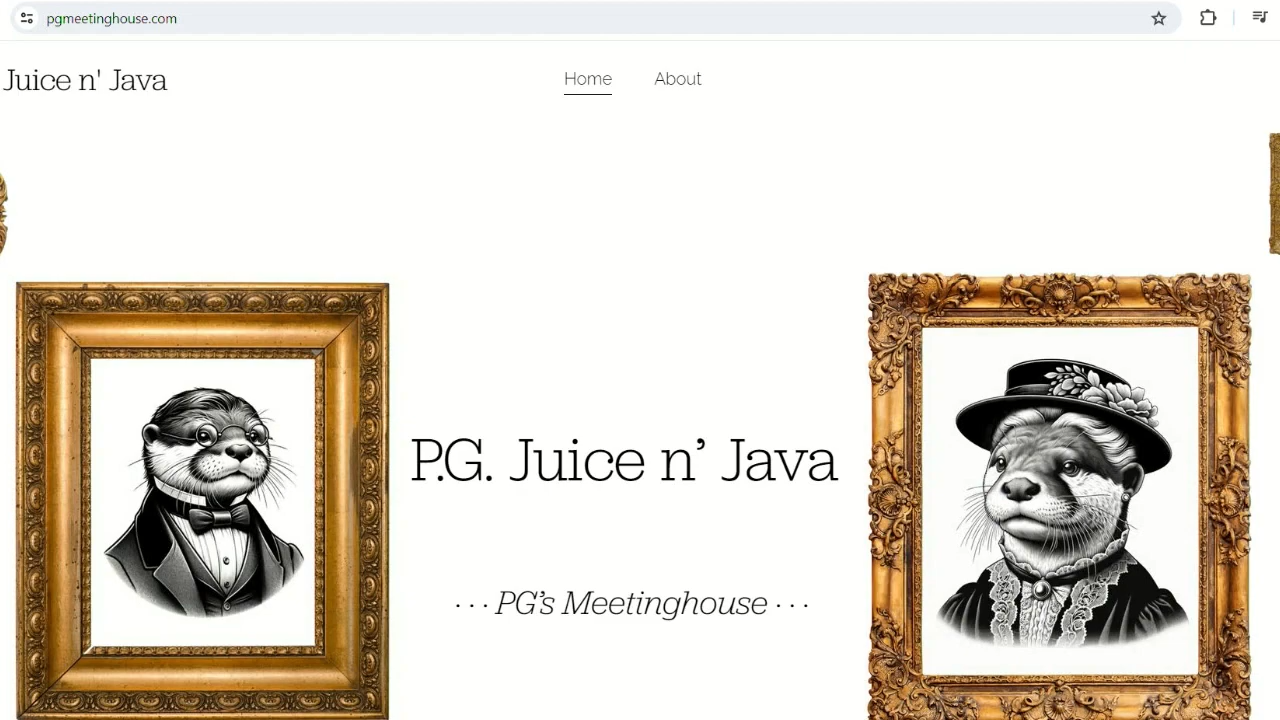 pgmeetinghouse.com
Juice n' Java
Home
About
P.G. Juice n’ Java
··· PG’s Meetinghouse ···